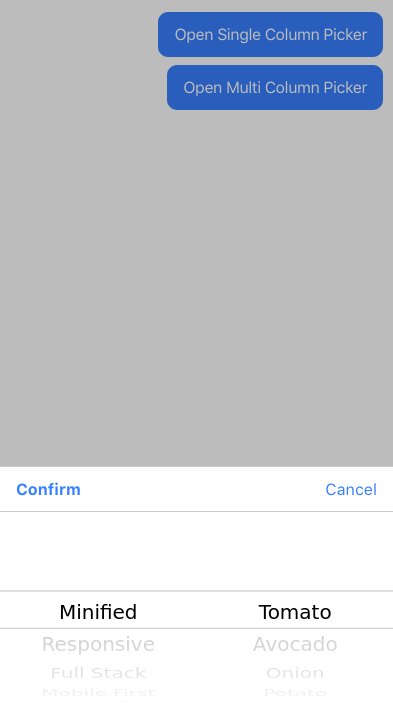 Open Single Column Picker
Open Multi Column Picker
Confirm Cancel
Minified Tomato
Responsive Avocado
Full Stack Onion
Mobile First Potato